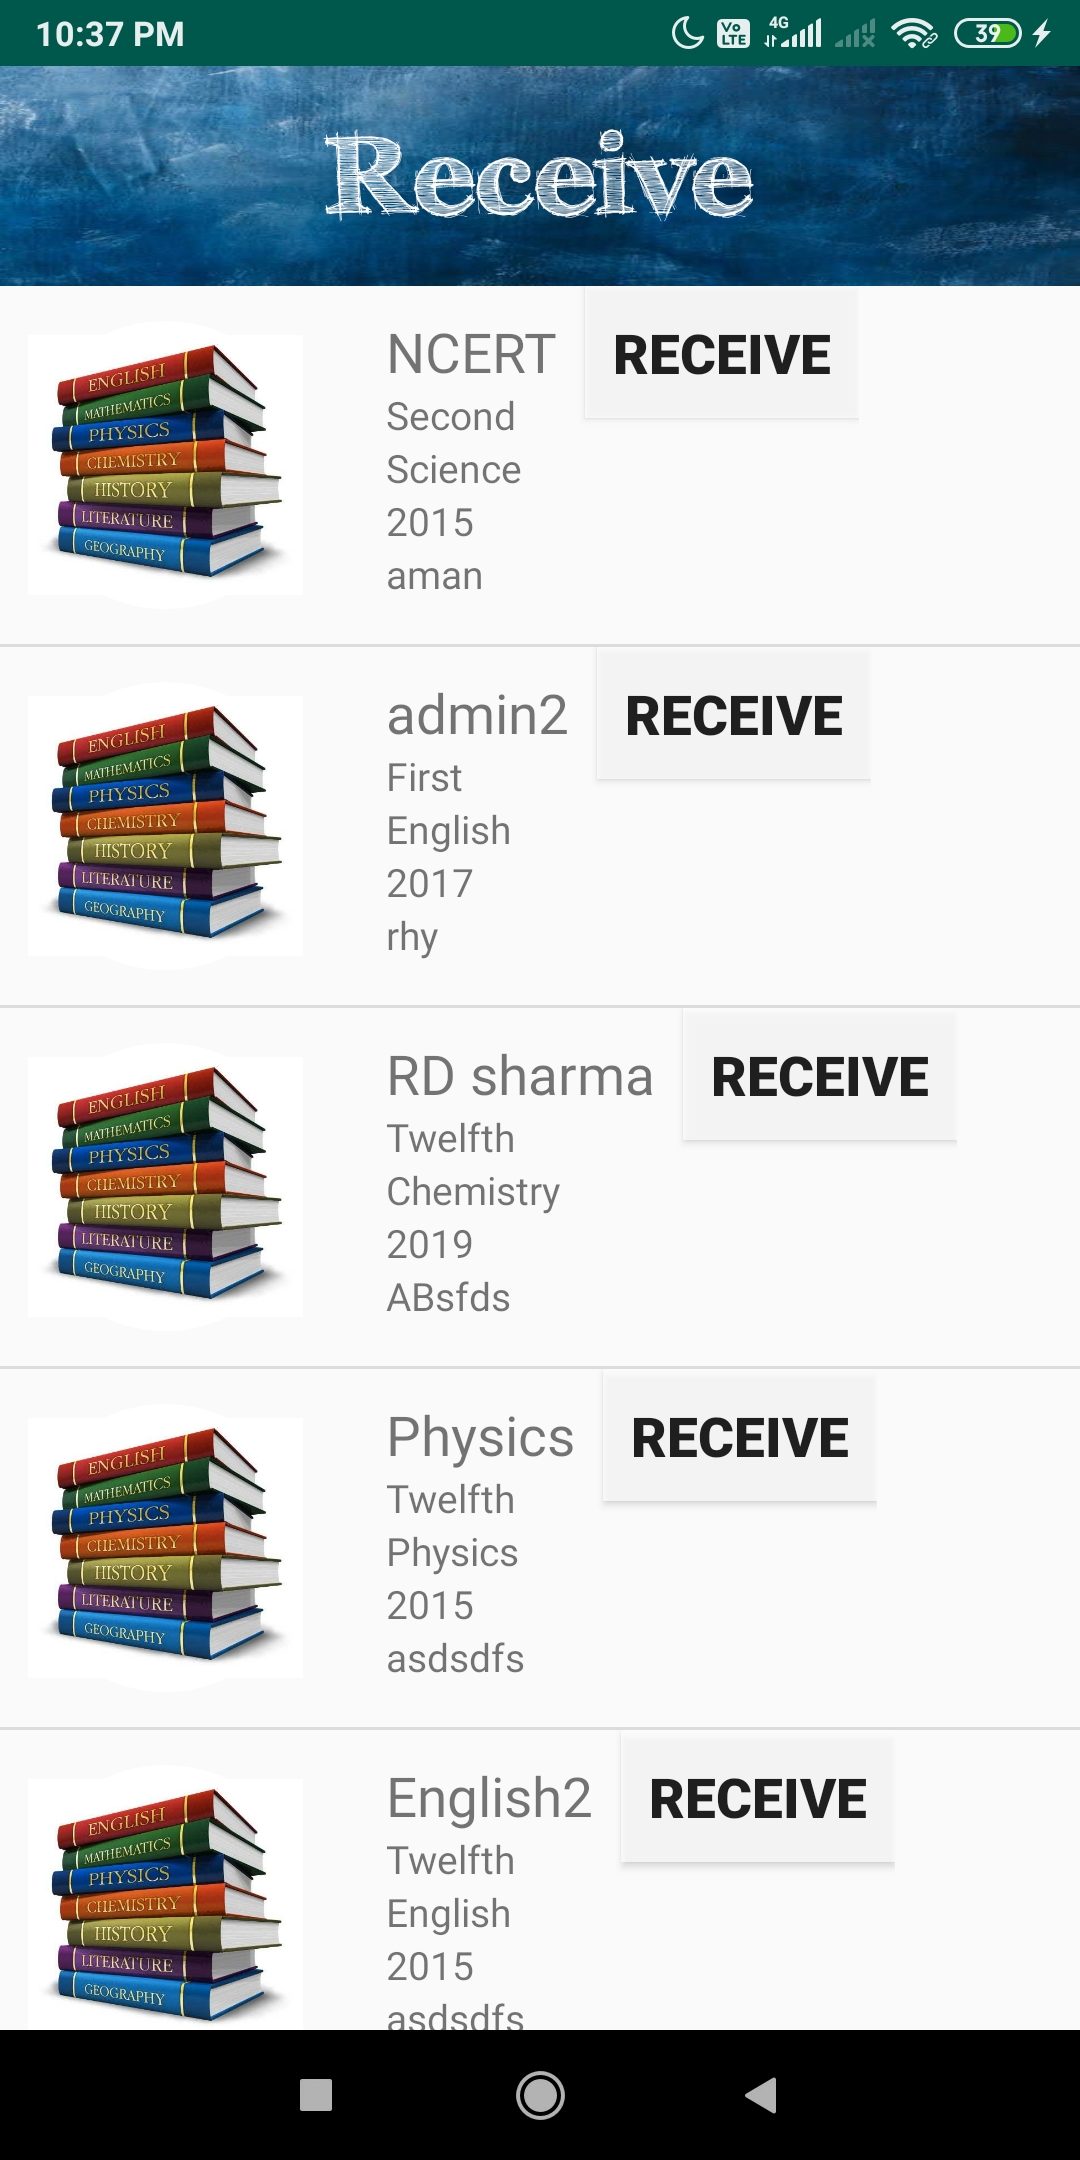 10:37 PM
Vo LTE 4G 39
Receive
ENGLISH
MATHEMATICS
PHYSICS
CHEMISTRY
HISTORY
LITERATURE
GEOGRAPHY
NCERT RECEIVE
Second
Science
2015
aman
ENGLISH
MATHEMATICS
PHYSICS
CHEMISTRY
HISTORY
LITERATURE
GEOGRAPHY
admin2 RECEIVE
First
English
2017
rhy
ENGLISH
MATHEMATICS
PHYSICS
CHEMISTRY
HISTORY
LITERATURE
GEOGRAPHY
RD sharma RECEIVE
Twelfth
Chemistry
2019
ABsfds
ENGLISH
MATHEMATICS
PHYSICS
CHEMISTRY
HISTORY
LITERATURE
GEOGRAPHY
Physics RECEIVE
Twelfth
Physics
2015
asdsdfs
ENGLISH
MATHEMATICS
PHYSICS
CHEMISTRY
HISTORY
LITERATURE
GEOGRAPHY
English2 RECEIVE
Twelfth
English
2015
asdsdfs